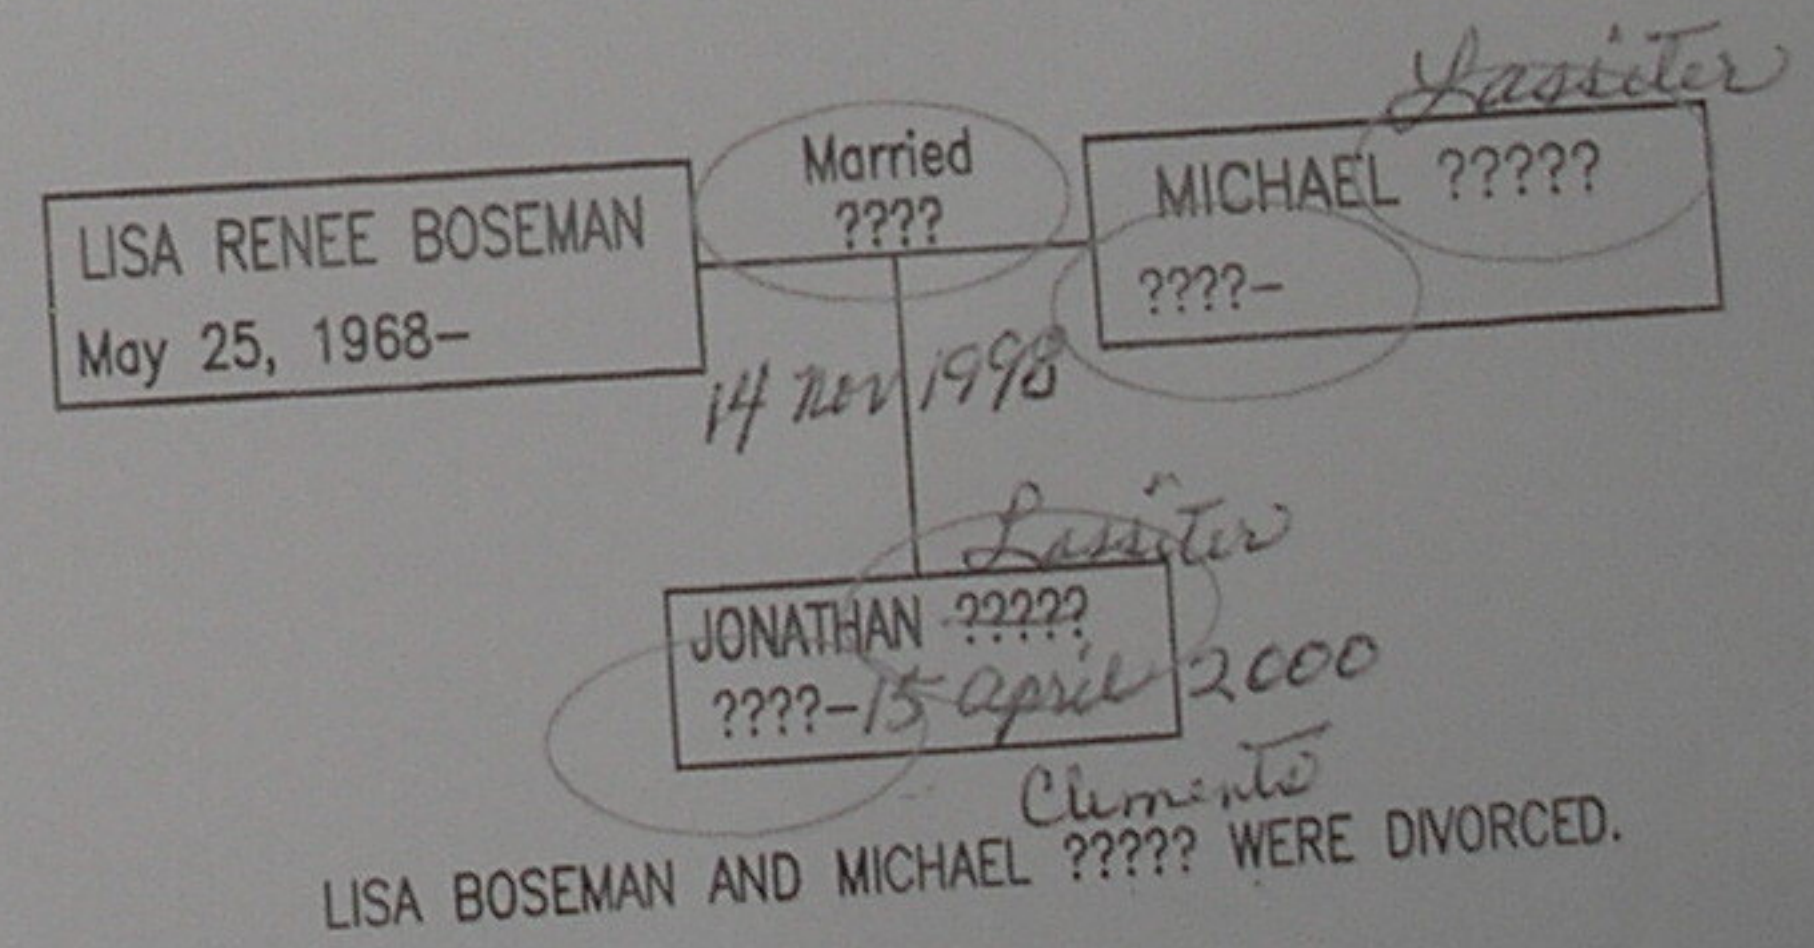 Lassiter
Married
????
MICHAEL ?????
????–
LISA RENEE BOSEMAN
May 25, 1968–
14 Nov 1998
Lassiter
JONATHAN ?????
????– 15 April 2000
Clements
LISA BOSEMAN AND MICHAEL ????? WERE DIVORCED.